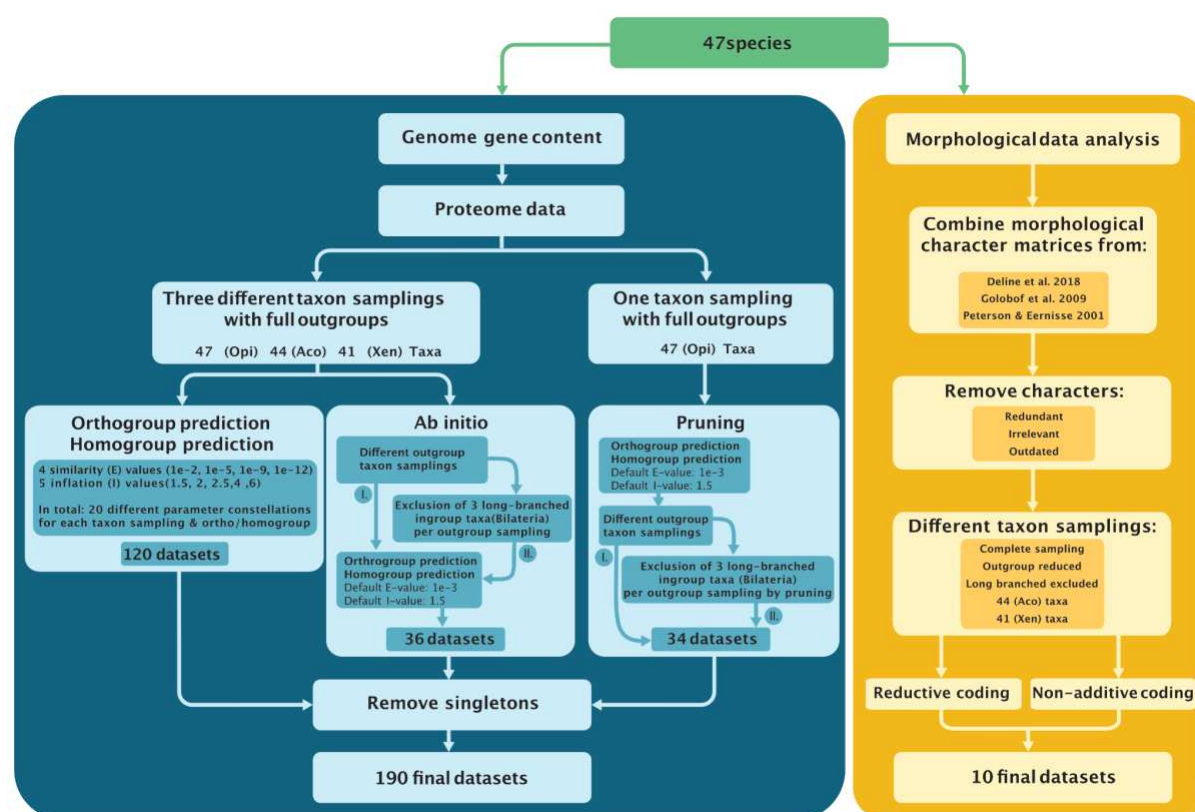 47species
Genome gene content
Proteome data
Three different taxon samplings
with full outgroups
47 (Opi) 44 (Aco) 41 (Xen) Taxa
One taxon sampling
with full outgroups
47 (Opi) Taxa
Orthogroup prediction
Homogroup prediction
4 similarity (E) values (1e-2, 1e-5, 1e-9, 1e-12)
5 inflation (I) values(1.5, 2, 2.5,4 ,6)
In total: 20 different parameter constellations
for each taxon sampling & ortho/homogroup
120 datasets
Ab initio
Different outgroup
taxon samplings
I.
Exclusion of 3 long-branched
ingroup taxa(Bilateria)
per outgroup sampling
II.
Orthrogroup prediction
Homogroup prediction
Default E-value: 1e-3
Default I-value: 1.5
36 datasets
Pruning
Orthogroup prediction
Homogroup prediction
Default E-value: 1e-3
Default I-value: 1.5
Different outgroup
taxon samplings
I.
Exclusion of 3 long-branched
ingroup taxa (Bilateria)
per outgroup sampling by pruning
II.
34 datasets
Remove singletons
190 final datasets
Morphological data analysis
Combine morphological
character matrices from:
Deline et al. 2018
Golobof et al. 2009
Peterson & Eernisse 2001
Remove characters:
Redundant
Irrelevant
Outdated
Different taxon samplings:
Complete sampling
Outgroup reduced
Long branched excluded
44 (Aco) taxa
41 (Xen) taxa
Reductive coding
Non-additive coding
10 final datasets